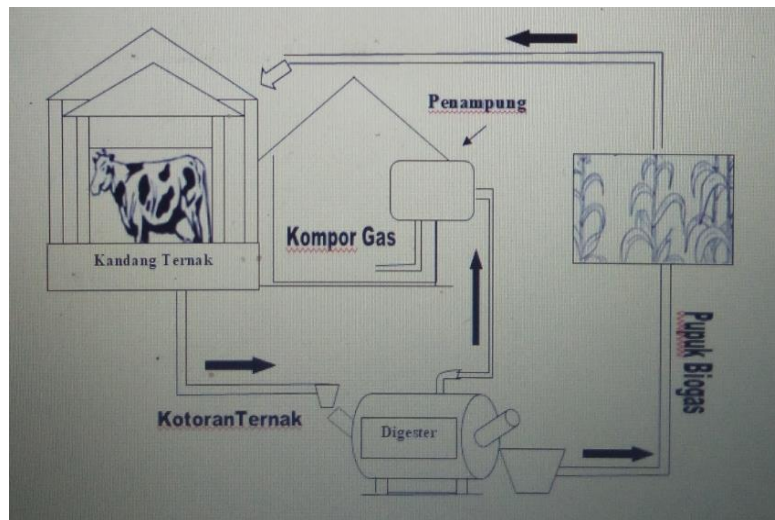 Penampung
Kompor Gas
Kandang Ternak
KotoranTernak
Digester
Pupuk Biogas